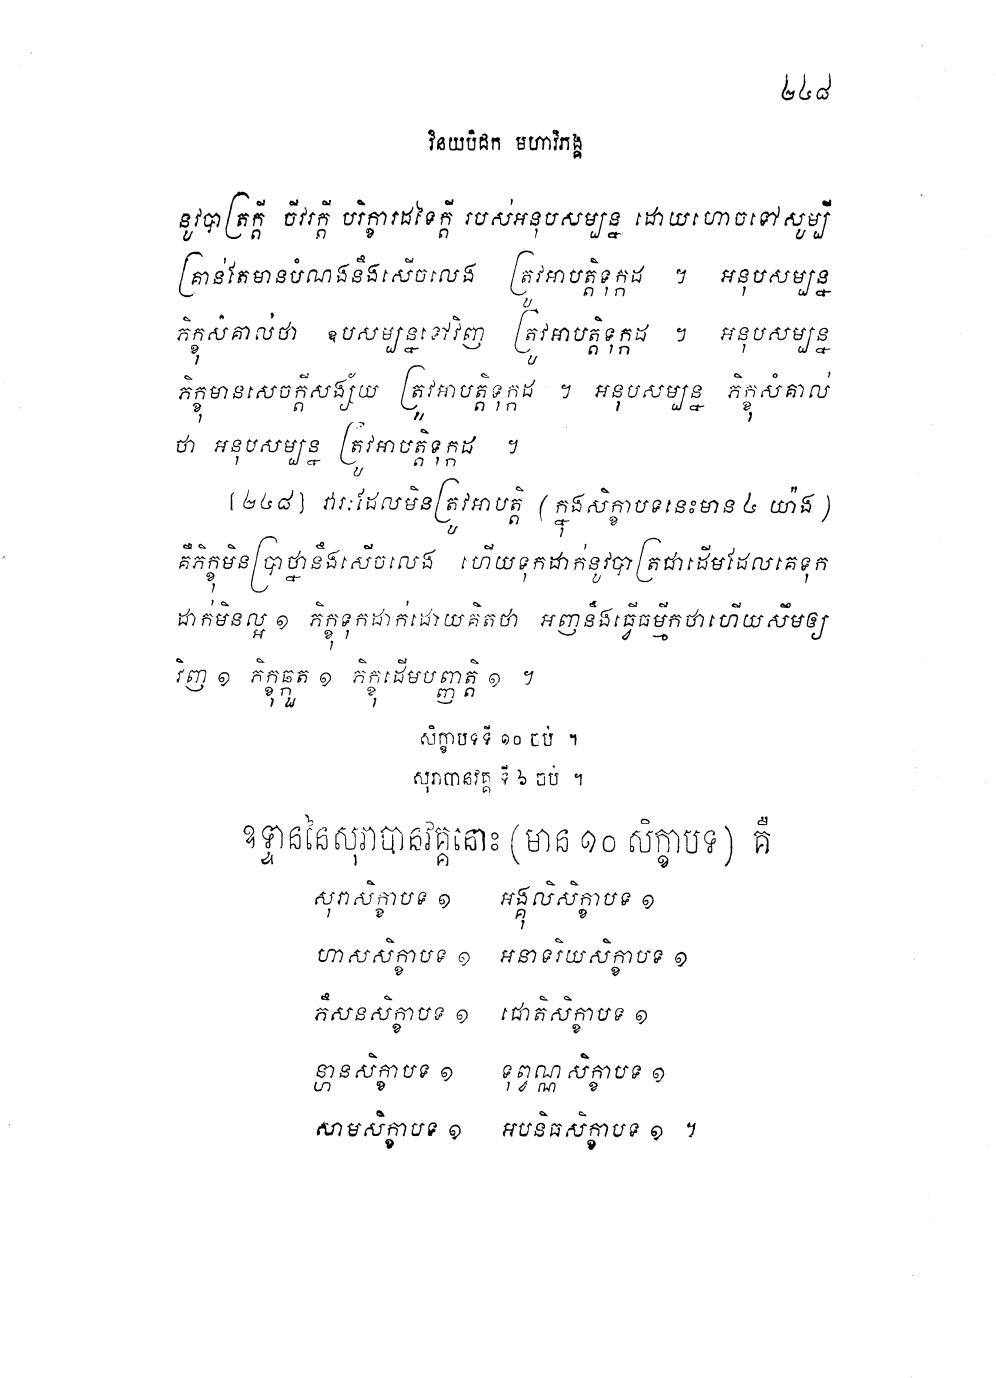 ២៤៨
វិនយបិដក មហាវិភង្គ
នូវបាត្រក្តី ចីវរក្តី បរិក្ខារដទៃក្តី របស់អនុបសម្បន្ន ដោយហោចទៅសូម្បី
គ្រាន់តែមានបំណងនឹងសើចលេង ត្រូវអាបត្តិទុក្កដ ។ អនុបសម្បន្ន
ភិក្ខុសំគាល់ថា ឧបសម្បន្នទៅវិញ ត្រូវអាបត្តិទុក្កដ ។ អនុបសម្បន្ន
ភិក្ខុមានសេចក្តីសង្ស័យ ត្រូវអាបត្តិទុក្កដ ។ អនុបសម្បន្ន ភិក្ខុសំគាល់
ថា អនុបសម្បន្ន ត្រូវអាបត្តិទុក្កដ ។
[២៤៨] វារៈដែលមិនត្រូវអាបត្តិ (ក្នុងសិក្ខាបទនេះមាន ៤ យ៉ាង)
គឺភិក្ខុមិនប្រាថ្នានឹងសើចលេង ហើយទុកដាក់នូវបាត្រជាដើមដែលគេទុក
ដាក់មិនល្អ ១ ភិក្ខុទុកដាក់ដោយគិតថា អញនឹងធ្វើធម្មីកថាហើយសឹមឲ្យ
វិញ ១ ភិក្ខុឆ្កួត ១ ភិក្ខុដើមបញ្ញត្តិ ១ ។
សិក្ខាបទទី ១០ ចប់ ។
សុរាបានវគ្គ ទី ៦ ចប់ ។
ឧទ្ទាននៃសុរាបានវគ្គនោះ (មាន ១០ សិក្ខាបទ) គឺ
សុរាសិក្ខាបទ ១ អង្គុលិសិក្ខាបទ ១
ហាសសិក្ខាបទ ១ អនាទរិយសិក្ខាបទ ១
ភឹសនសិក្ខាបទ ១ ជោតិសិក្ខាបទ ១
ន្ហានសិក្ខាបទ ១ ទុព្វណ្ណសិក្ខាបទ ១
សាមសិក្ខាបទ ១ អបនិធសិក្ខាបទ ១ ។